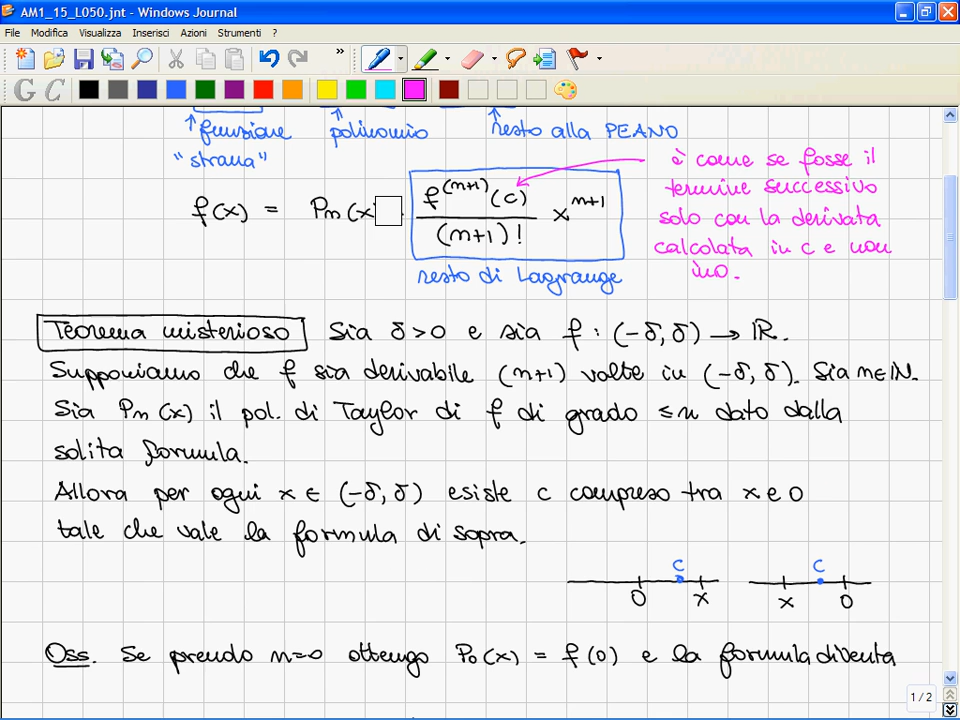 AM1_15_L050.jnt - Windows Journal
File Modifica Visualizza Inserisci Azioni Strumenti ?
funzione polinomio resto alla PEANO
"strana"
è come se fosse il
termine successivo
solo con la derivata
calcolata in c e non
in 0.
f(x) = Pn(x) f^(n+1)(c) / (n+1)! x^(n+1)
resto di Lagrange
Teorema misterioso Sia δ>0 e sia f : (-δ, δ) → ℝ.
Supponiamo che f sia derivabile (n+1) volte in (-δ, δ). Sia n∈ℕ.
Sia Pn(x) il pol. di Taylor di f di grado ≤n dato dalla
solita formula.
Allora per ogni x ∈ (-δ, δ) esiste c compreso tra x e 0
tale che vale la formula di sopra.
c c
0 x x 0
Oss. Se prendo n=0 ottengo P0(x) = f(0) e la formula diventa
1 / 2